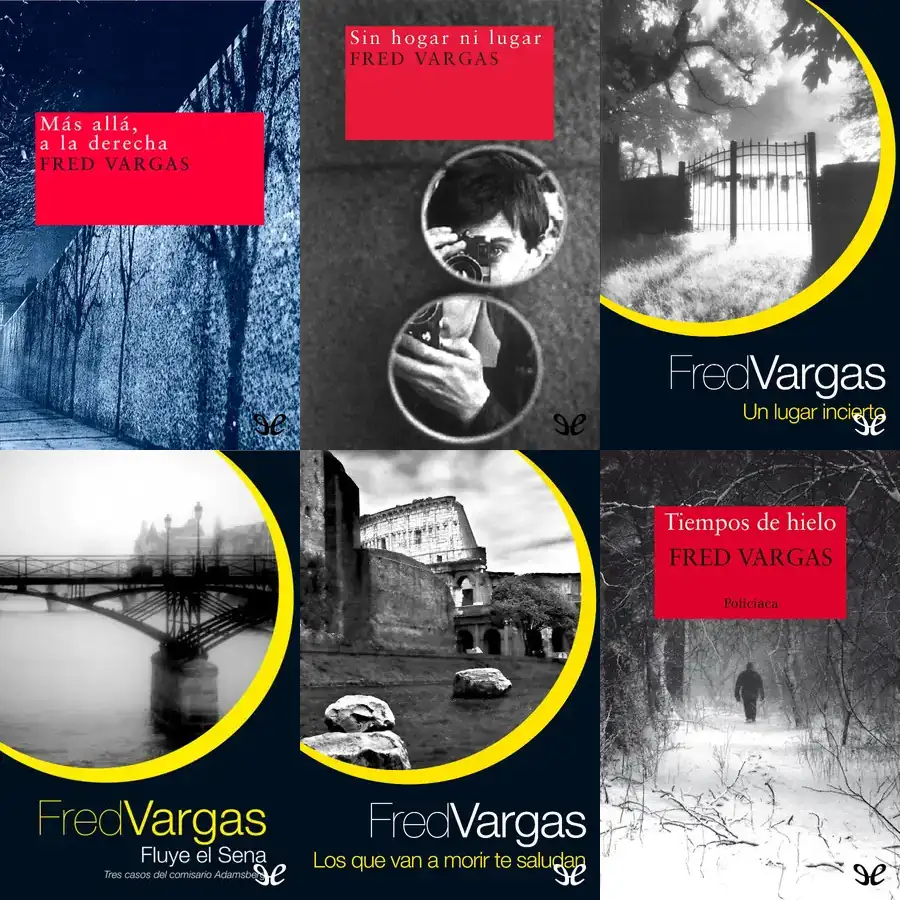 Más allá,
a la derecha
FRED VARGAS
Sin hogar ni lugar
FRED VARGAS
FredVargas
Un lugar incierto
FredVargas
Fluye el Sena
Tres casos del comisario Adamsberg
FredVargas
Los que van a morir te saludan
Tiempos de hielo
FRED VARGAS
Policiaca